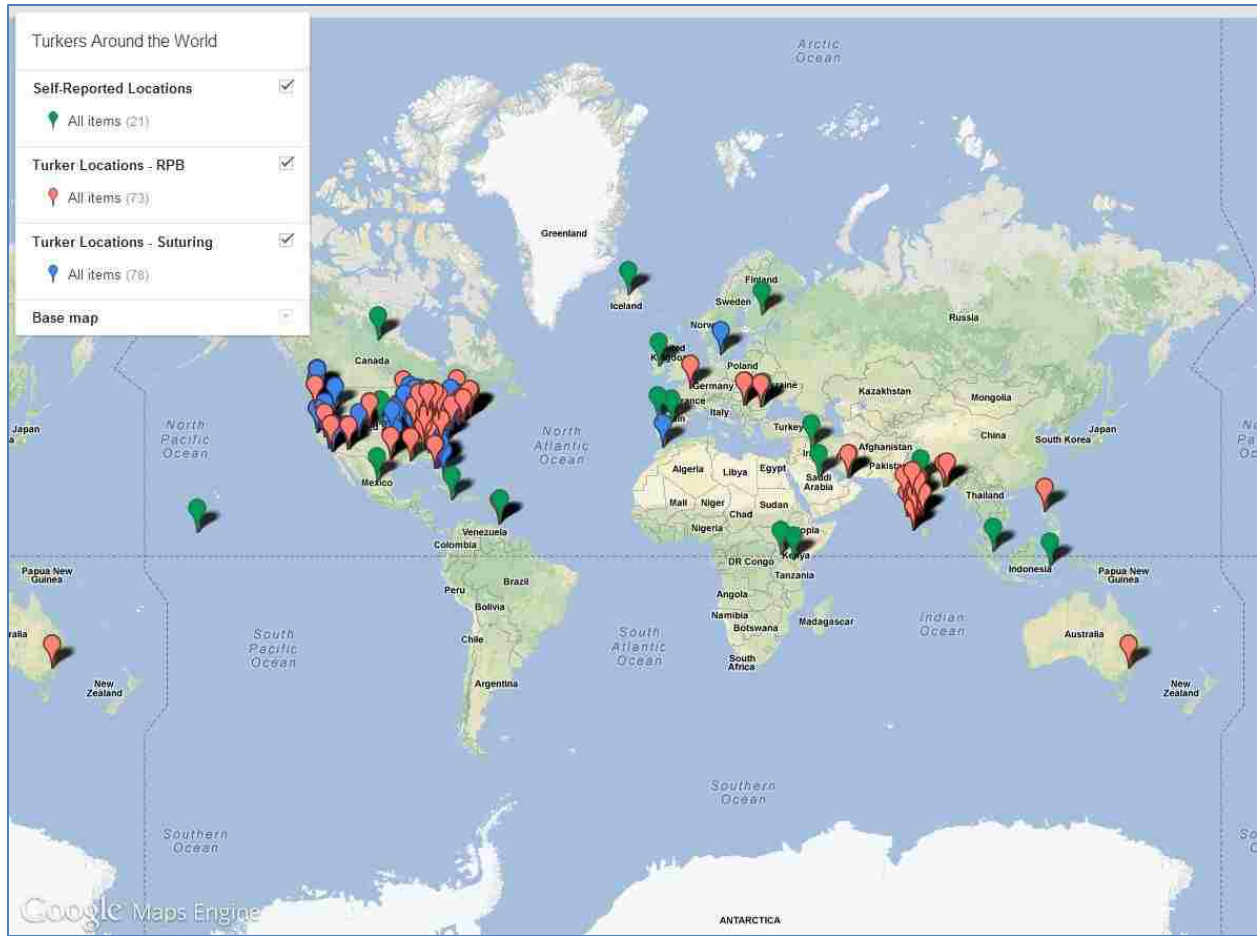 Turkers Around the World
Self-Reported Locations
All items (21)
Turker Locations - RPB
All items (73)
Turker Locations - Suturing
All items (78)
Base map
Arctic
Ocean
Greenland
Iceland
Finland
Sweden
Russia
Canada
Poland
Germany
Kazakhstan
Mongolia
Italy
Turkey
Japan
China
South Korea
Japan
Afghanistan
Pakistan
North
Pacific
Ocean
North
Atlantic
Ocean
Algeria
Libya
Egypt
Saudi
Arabia
Mexico
Mali
Niger
Sudan
Chad
Thailand
Nigeria
Venezuela
Colombia
DR Congo
Kenya
Tanzania
Indonesia
Papua New
Guinea
Papua New
Guinea
Peru
Brazil
Bolivia
Angola
Namibia
Botswana
Madagascar
Indian
Ocean
Chile
South
Pacific
Ocean
South
Atlantic
Ocean
South
Africa
Australia
Argentina
New
Zealand
New
Zealand
Southern
Ocean
Southern
Ocean
Google Maps Engine
ANTARCTICA